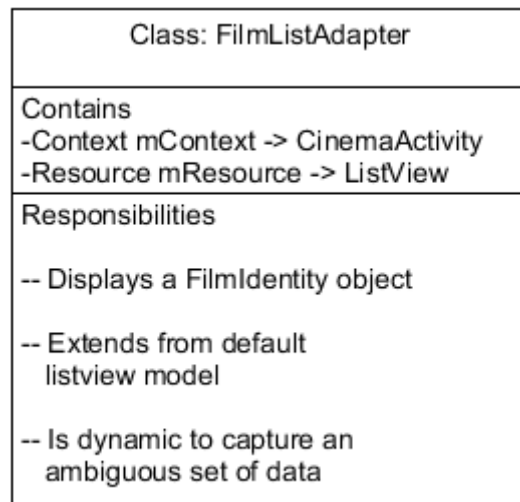 Class: FilmListAdapter
Contains
-Context mContext -> CinemaActivity
-Resource mResource -> ListView
Responsibilities
-- Displays a FilmIdentity object
-- Extends from default
listview model
-- Is dynamic to capture an
ambiguous set of data